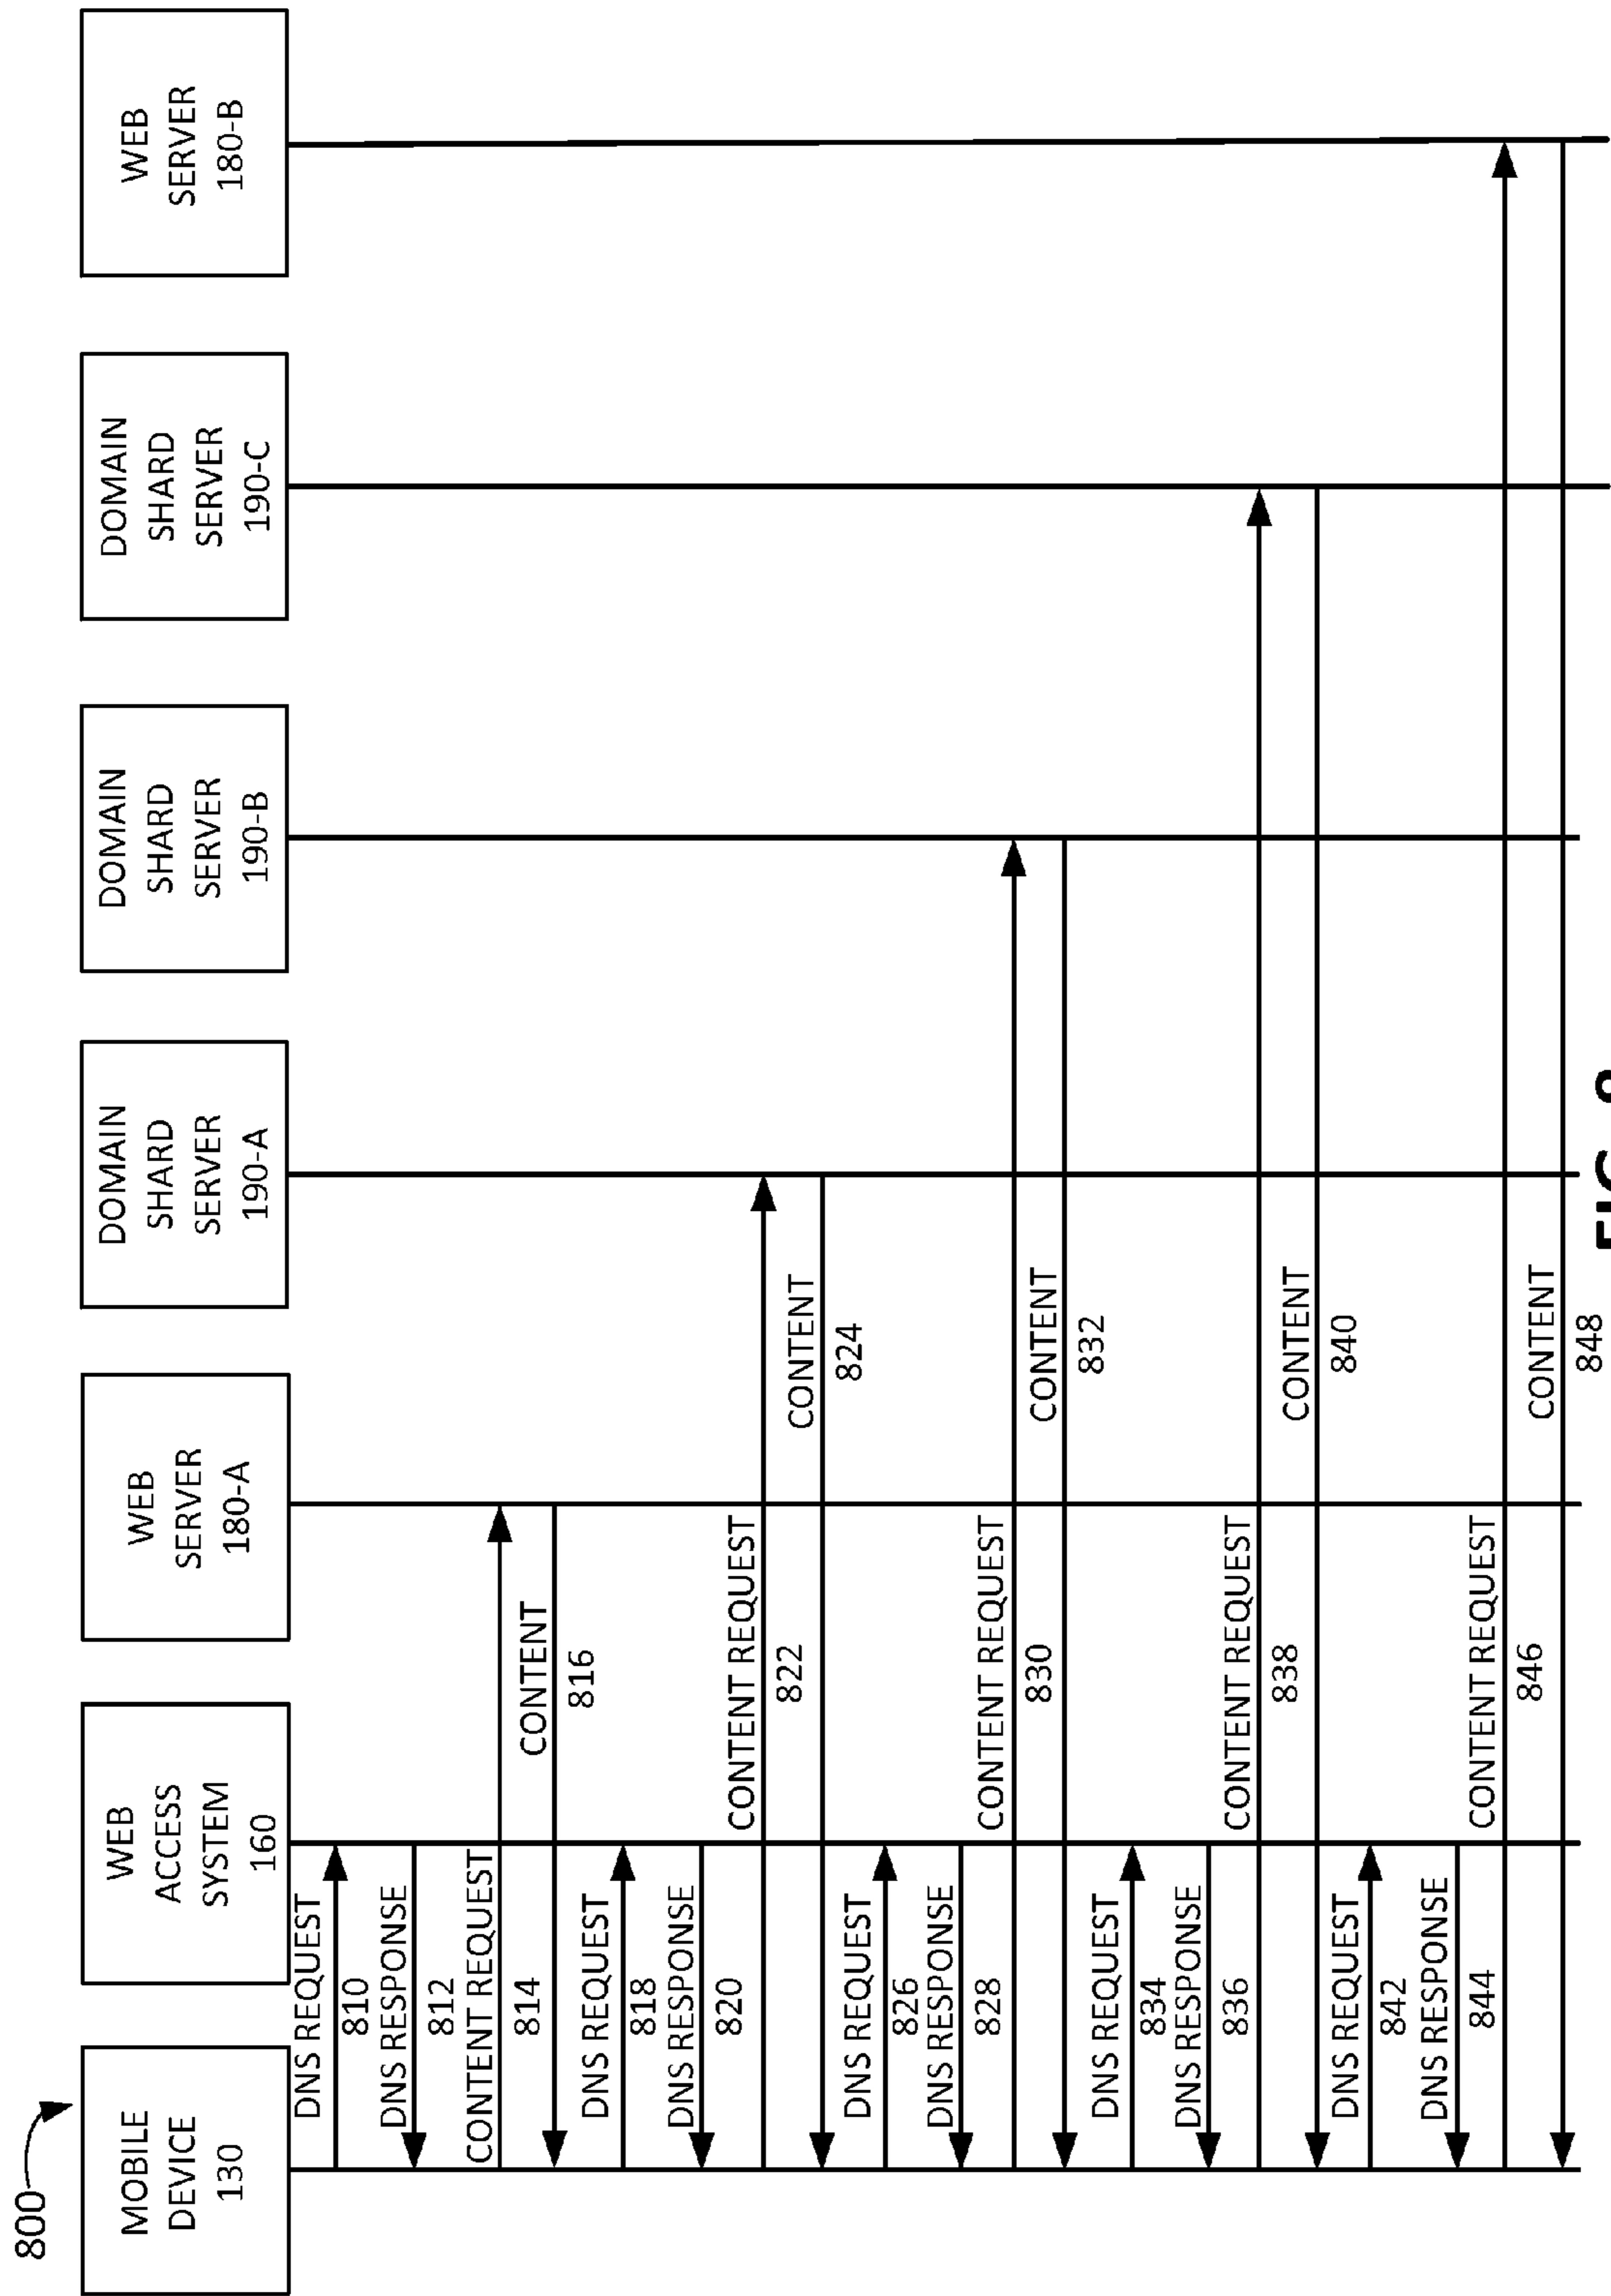 800
MOBILE
DEVICE
130
WEB
ACCESS
SYSTEM
160
WEB
SERVER
180-A
DOMAIN
SHARD
SERVER
190-A
DOMAIN
SHARD
SERVER
190-B
DOMAIN
SHARD
SERVER
190-C
WEB
SERVER
180-B
DNS REQUEST
810
DNS RESPONSE
812
CONTENT REQUEST
814
CONTENT
816
DNS REQUEST
818
DNS RESPONSE
820
CONTENT REQUEST
822
CONTENT
824
DNS REQUEST
826
DNS RESPONSE
828
CONTENT REQUEST
830
CONTENT
832
DNS REQUEST
834
DNS RESPONSE
836
CONTENT REQUEST
838
CONTENT
840
DNS REQUEST
842
DNS RESPONSE
844
CONTENT REQUEST
846
CONTENT
848